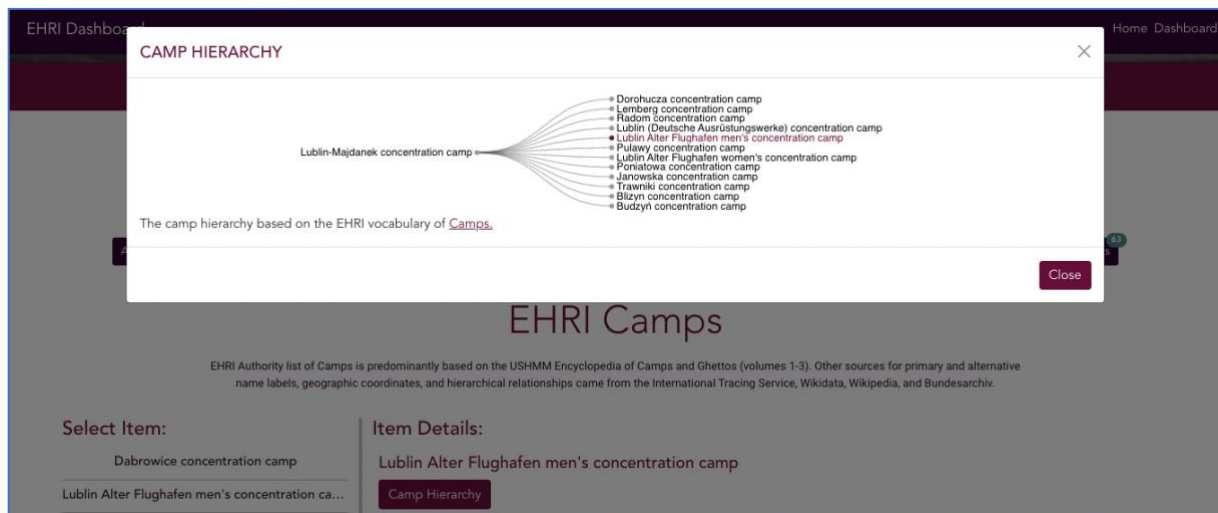 EHRI Dashboa
Home Dashboard
CAMP HIERARCHY
×
Lublin-Majdanek concentration camp
Dorohucza concentration camp
Lemberg concentration camp
Radom concentration camp
Lublin (Deutsche Ausrüstungswerke) concentration camp
Lublin Alter Flughafen men's concentration camp
Pulawy concentration camp
Lublin Alter Flughafen women's concentration camp
Poniatowa concentration camp
Janowska concentration camp
Trawniki concentration camp
Blizyn concentration camp
Budzyń concentration camp
The camp hierarchy based on the EHRI vocabulary of Camps.
A
63
s
Close
EHRI Camps
EHRI Authority list of Camps is predominantly based on the USHMM Encyclopedia of Camps and Ghettos (volumes 1-3). Other sources for primary and alternative
name labels, geographic coordinates, and hierarchical relationships came from the International Tracing Service, Wikidata, Wikipedia, and Bundesarchiv.
Select Item:
Dabrowice concentration camp
Lublin Alter Flughafen men's concentration ca...
Item Details:
Lublin Alter Flughafen men's concentration camp
Camp Hierarchy